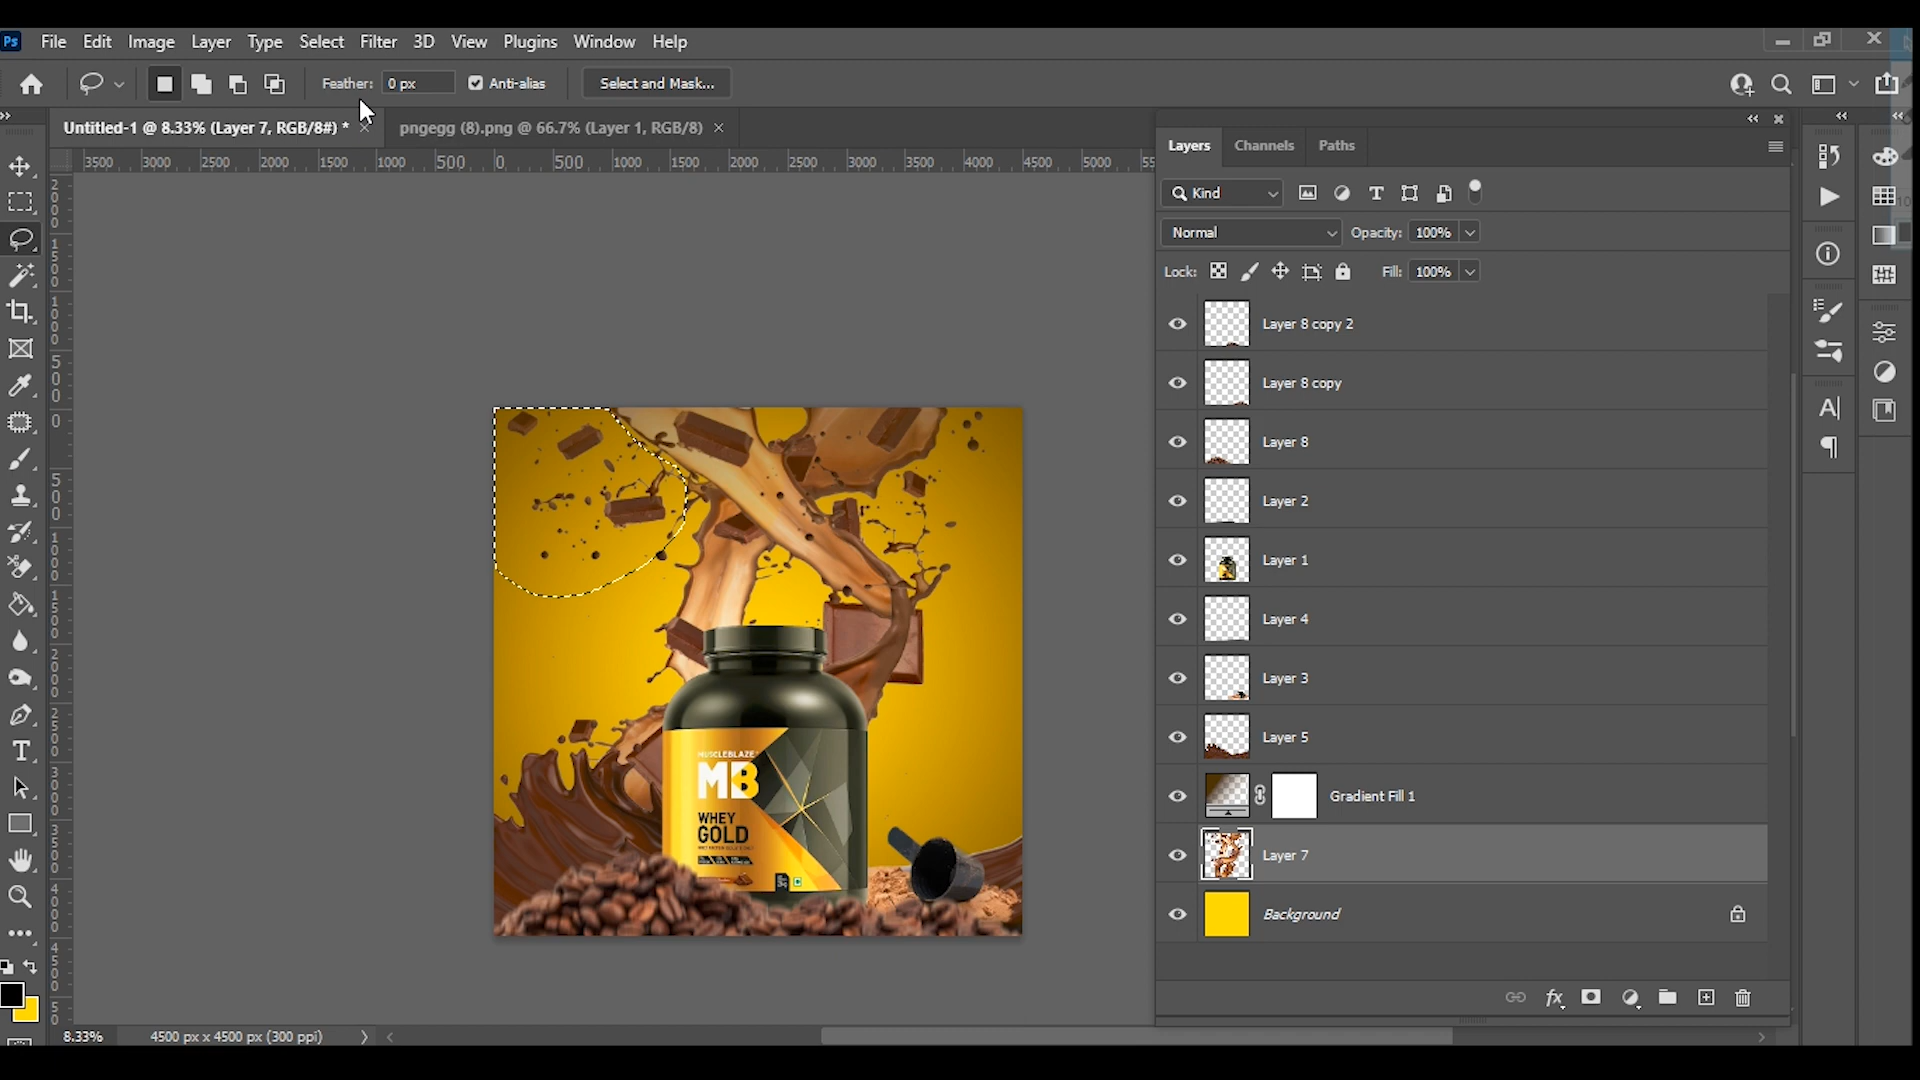 Ps File Edit Image Layer Type Select Filter 3D View Plugins Window Help
Feather: 0 px Anti-alias Select and Mask...
Untitled-1 @ 8.33% (Layer 7, RGB/8#) * × pngegg (8).png @ 66.7% (Layer 1, RGB/8) ×
3500 3000 2500 2000 1500 1000 500 0 500 1000 1500 2000 2500 3000 3500 4000 4500 5000 55
Layers Channels Paths
Kind
Normal Opacity: 100%
Lock: Fill: 100%
Layer 8 copy 2
Layer 8 copy
Layer 8
Layer 2
Layer 1
Layer 4
Layer 3
Layer 5
Gradient Fill 1
Layer 7
Background
MUSCLEBLAZE
MB
WHEY
GOLD
8.33% 4500 px x 4500 px (300 ppi)